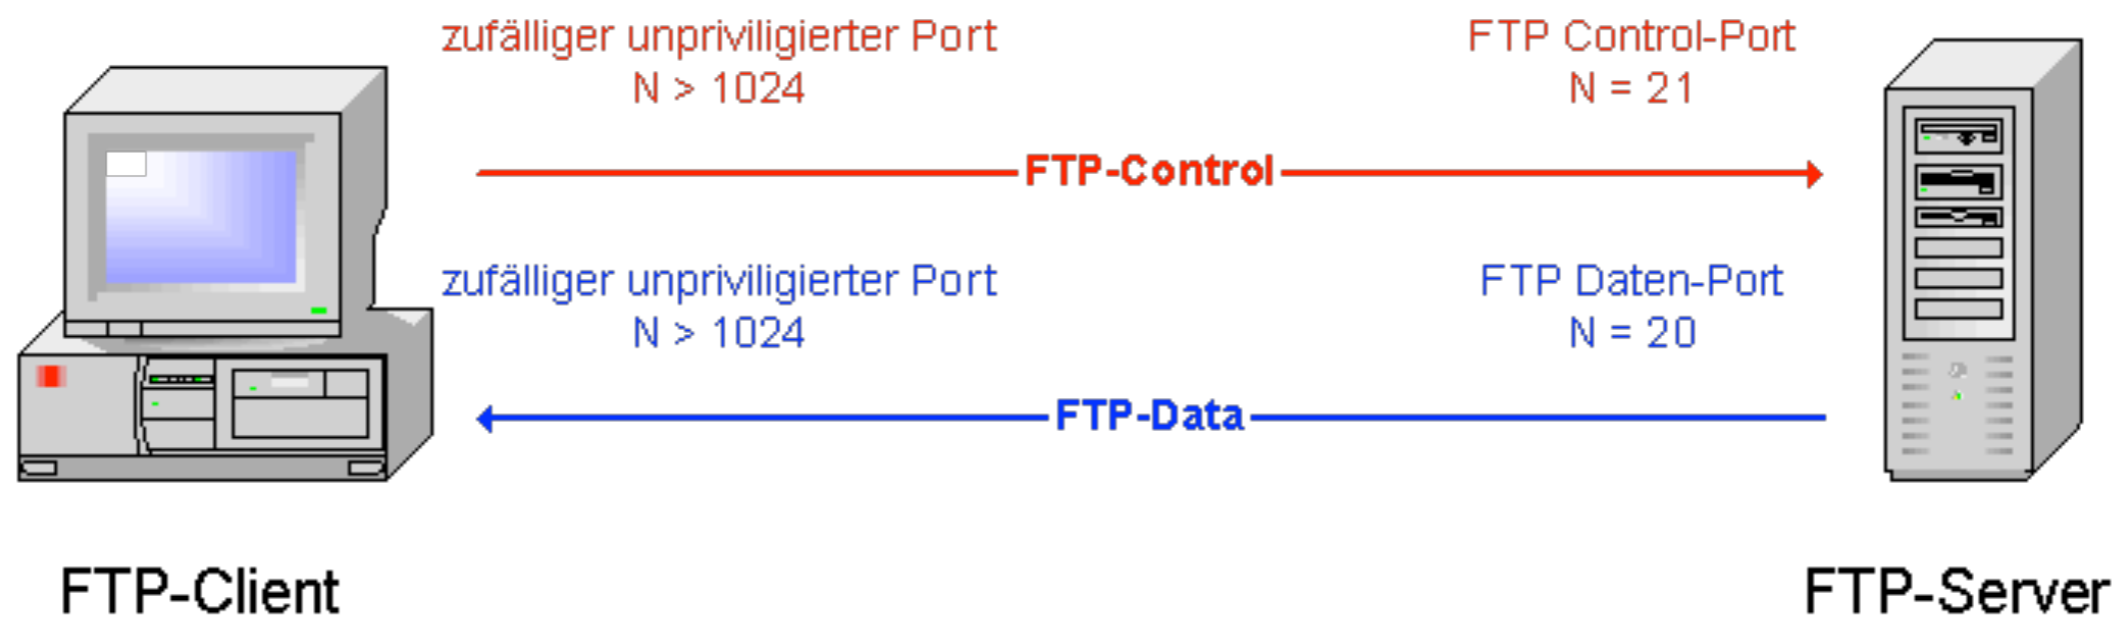 zufälliger unpriviligierter Port
N > 1024
FTP Control-Port
N = 21
FTP-Control
zufälliger unpriviligierter Port
N > 1024
FTP Daten-Port
N = 20
FTP-Data
FTP-Client
FTP-Server